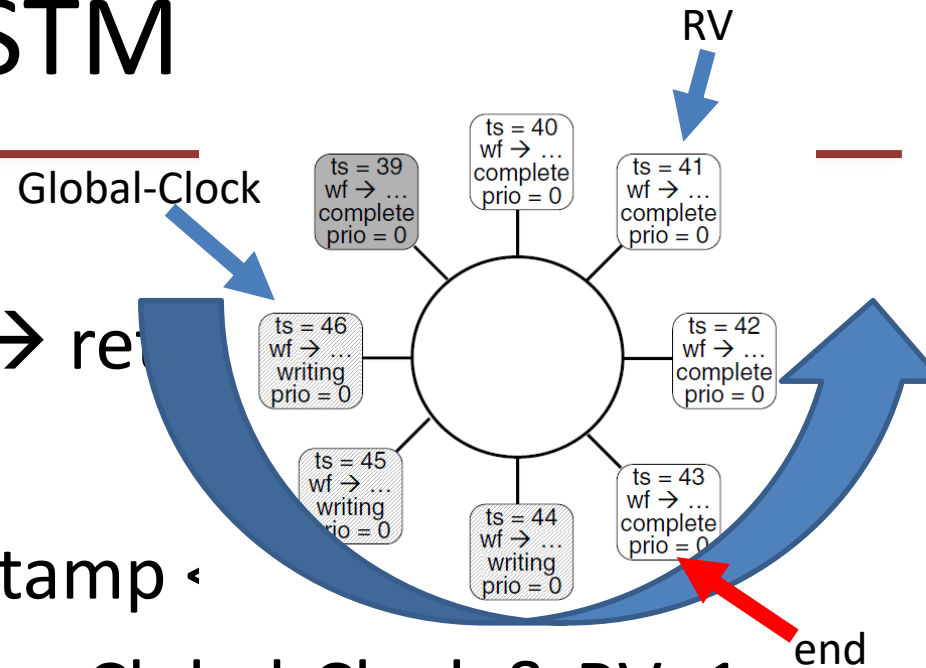 STM
RV
Global-Clock
ts = 39
wf → ...
complete
prio = 0
ts = 40
wf → ...
complete
prio = 0
ts = 41
wf → ...
complete
prio = 0
→
ts = 46
wf → ...
writing
prio = 0
ts = 42
wf → ...
complete
prio = 0
ts = 45
wf → ...
writing
prio = 0
ts = 44
wf → ...
writing
prio = 0
ts = 43
wf → ...
complete
prio = 0
tamp <
end